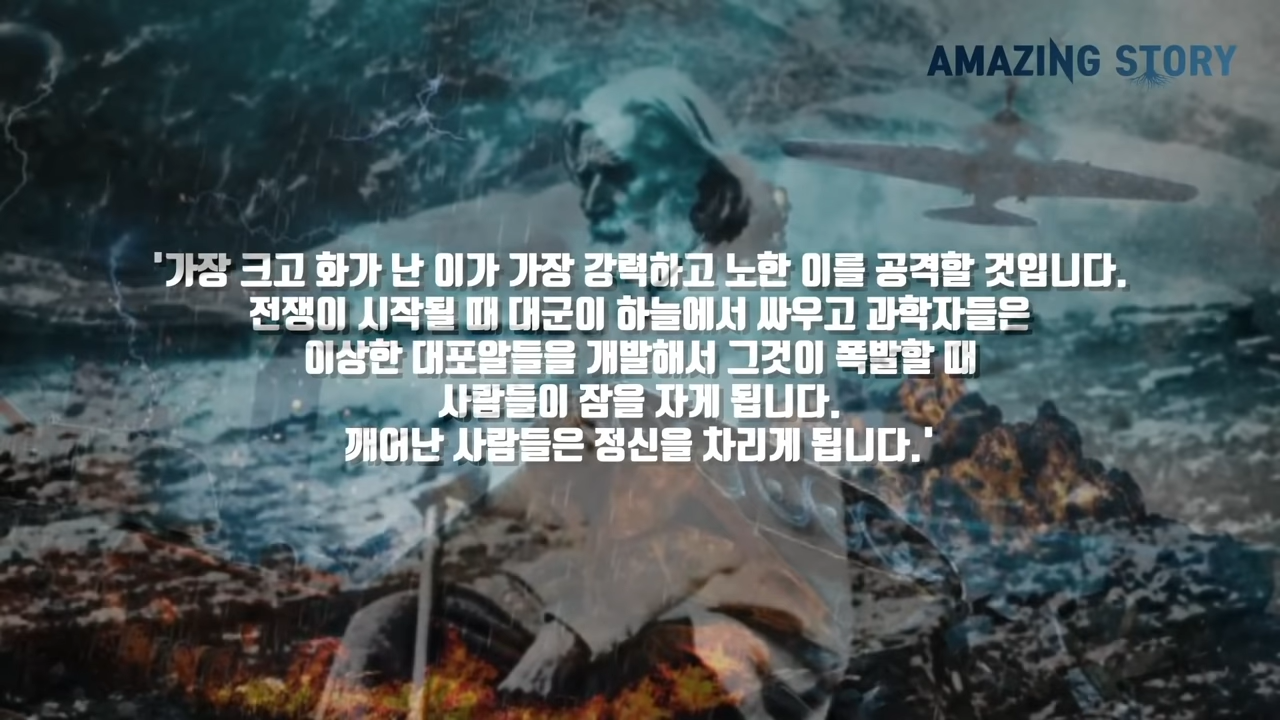 AMAZING STORY
'가장 크고 화가 난 이가 가장 강력하고 노한 이를 공격할 것입니다.
전쟁이 시작될 때 대군이 하늘에서 싸우고 과학자들은
이상한 대포알들을 개발해서 그것이 폭발할 때
사람들이 잠을 자게 됩니다.
깨어난 사람들은 정신을 차리게 됩니다.'